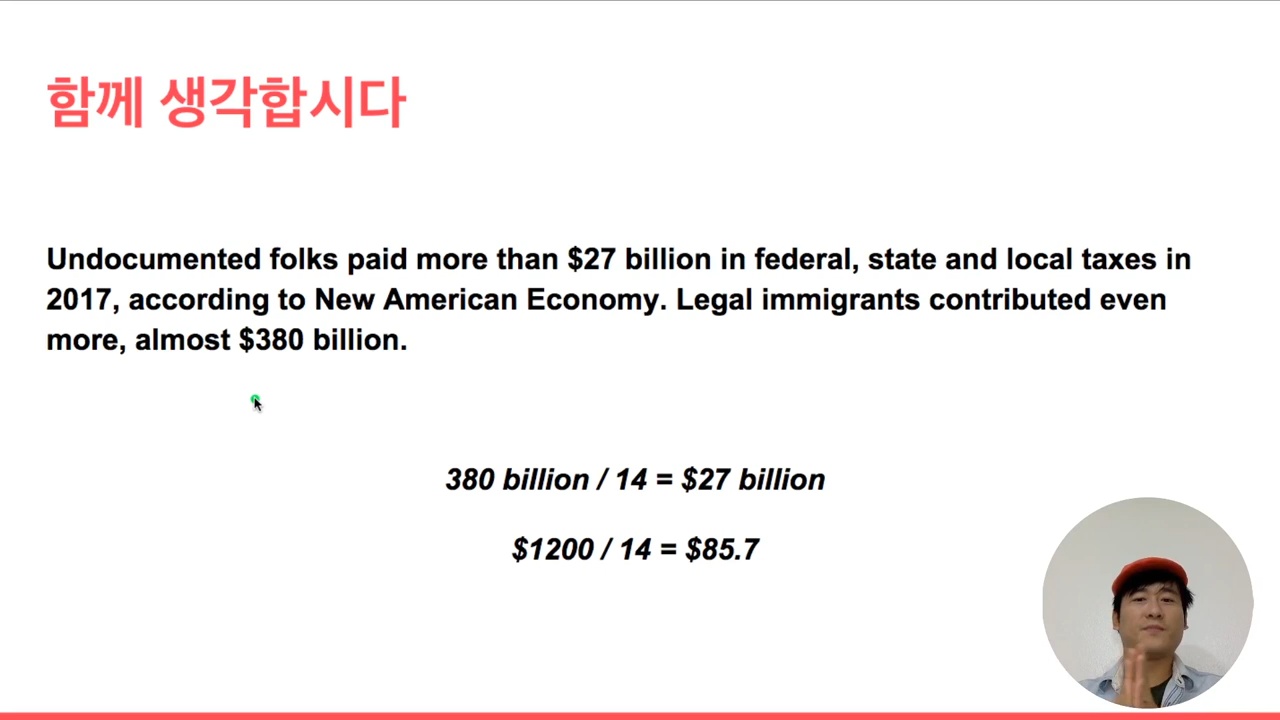 함께 생각합시다
Undocumented folks paid more than $27 billion in federal, state and local taxes in
2017, according to New American Economy. Legal immigrants contributed even
more, almost $380 billion.
380 billion / 14 = $27 billion
$1200 / 14 = $85.7